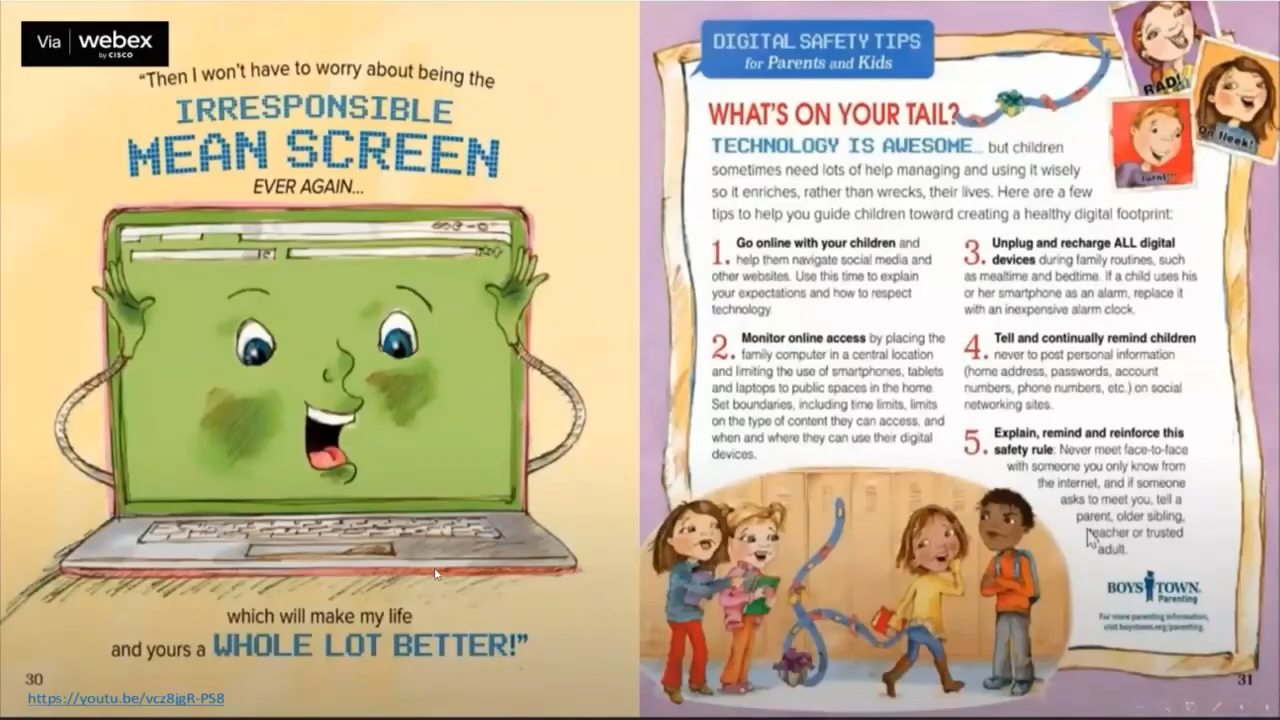 Via | webex
by CISCO
"Then I won't have to worry about being the
IRRESPONSIBLE
MEAN SCREEN
EVER AGAIN...
which will make my life
and yours a WHOLE LOT BETTER!"
30
https://youtu.be/vcz8jgR-PS8
DIGITAL SAFETY TIPS
for Parents and Kids
RAD!
WHAT'S ON YOUR TAIL?
TECHNOLOGY IS AWESOME... but children
sometimes need lots of help managing and using it wisely
so it enriches, rather than wrecks, their lives. Here are a few
tips to help you guide children toward creating a healthy digital footprint:
1. Go online with your children and
help them navigate social media and
other websites. Use this time to explain
your expectations and how to respect
technology.
2. Monitor online access by placing the
family computer in a central location
and limiting the use of smartphones, tablets
and laptops to public spaces in the home.
Set boundaries, including time limits, limits
on the type of content they can access, and
when and where they can use their digital
devices.
3. Unplug and recharge ALL digital
devices during family routines, such
as mealtime and bedtime. If a child uses his
or her smartphone as an alarm, replace it
with an inexpensive alarm clock.
4. Tell and continually remind children
never to post personal information
(home address, passwords, account
numbers, phone numbers, etc.) on social
networking sites.
5. Explain, remind and reinforce this
safety rule: Never meet face-to-face
with someone you only know from
the internet, and if someone
asks to meet you, tell a
parent, older sibling,
teacher or trusted
adult.
BOYS TOWN
Parenting
For more parenting information,
visit boystown.org/parenting.
31